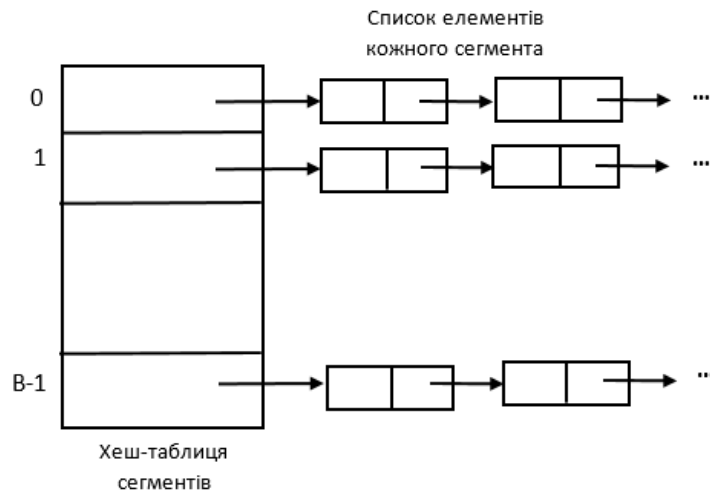 Список елементів
кожного сегмента
0
...
1
...
B-1
..
Хеш-таблиця
сегментів